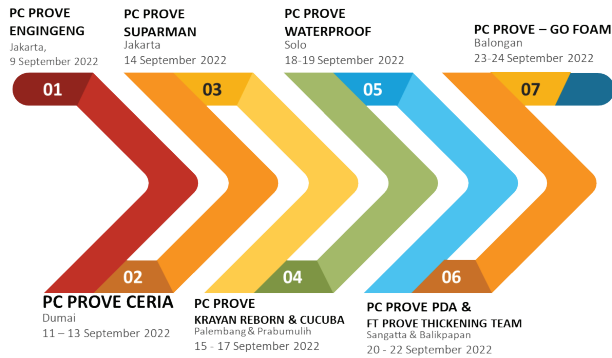 PC PROVE
ENGINGENG
Jakarta,
9 September 2022
01
PC PROVE CERIA
Dumai
11 – 13 September 2022
02
PC PROVE
SUPARMAN
Jakarta
14 September 2022
03
PC PROVE
KRAYAN REBORN & CUCUBA
Palembang & Prabumulih
15 - 17 September 2022
04
PC PROVE
WATERPROOF
Solo
18-19 September 2022
05
PC PROVE PDA &
FT PROVE THICKENING TEAM
Sangatta & Balikpapan
20 - 22 September 2022
06
PC PROVE – GO FOAM
Balongan
23-24 September 2022
07